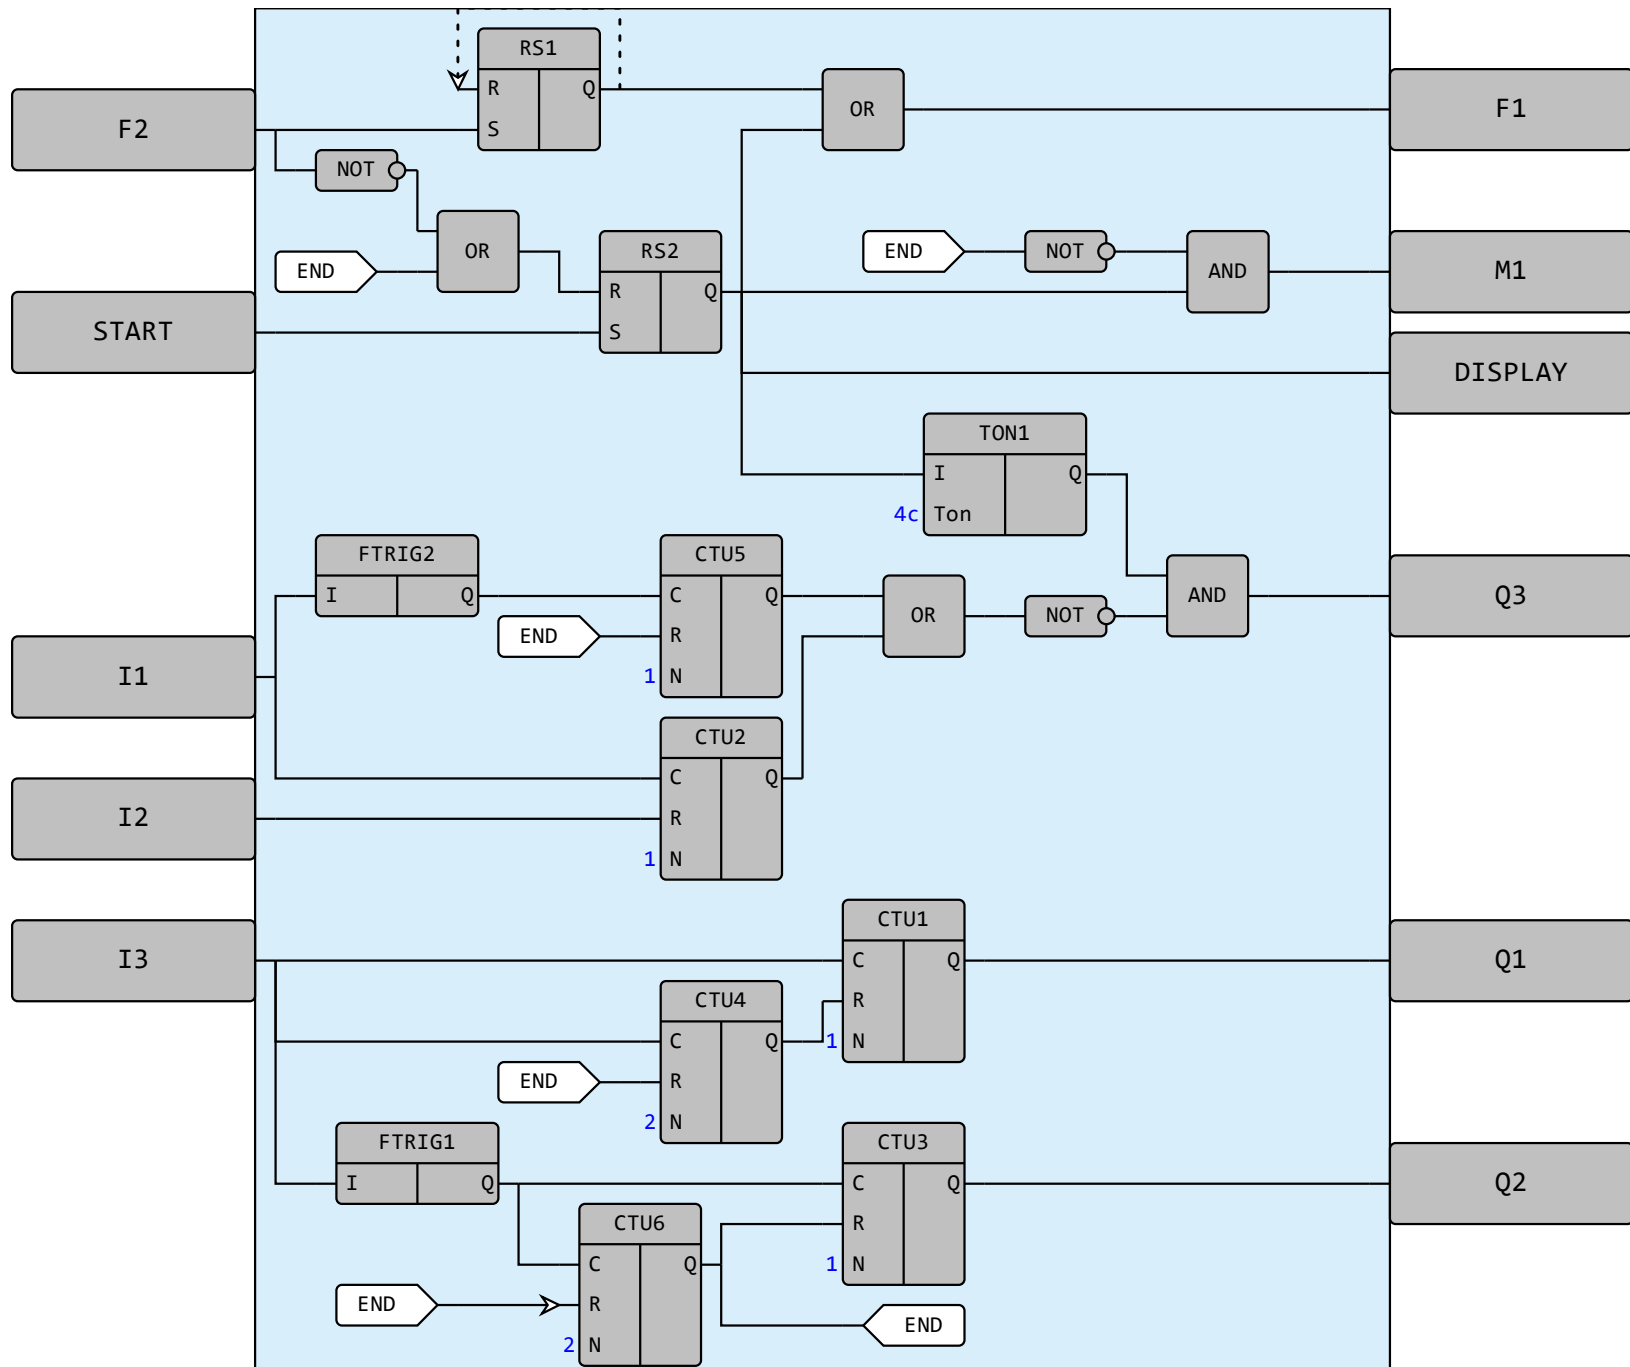 RS1
R Q
S
OR
F1
F2
NOT
OR
END
RS2
R Q
S
END
NOT
AND
M1
START
DISPLAY
TON1
I Q
4c Ton
FTRIG2
I Q
CTU5
C Q
END
R
1 N
OR
NOT
AND
Q3
I1
CTU2
C Q
R
1 N
I2
I3
CTU1
C Q
R
1 N
Q1
CTU4
C Q
END
R
2 N
FTRIG1
I Q
CTU3
C Q
R
1 N
Q2
CTU6
C Q
END
R
2 N
END